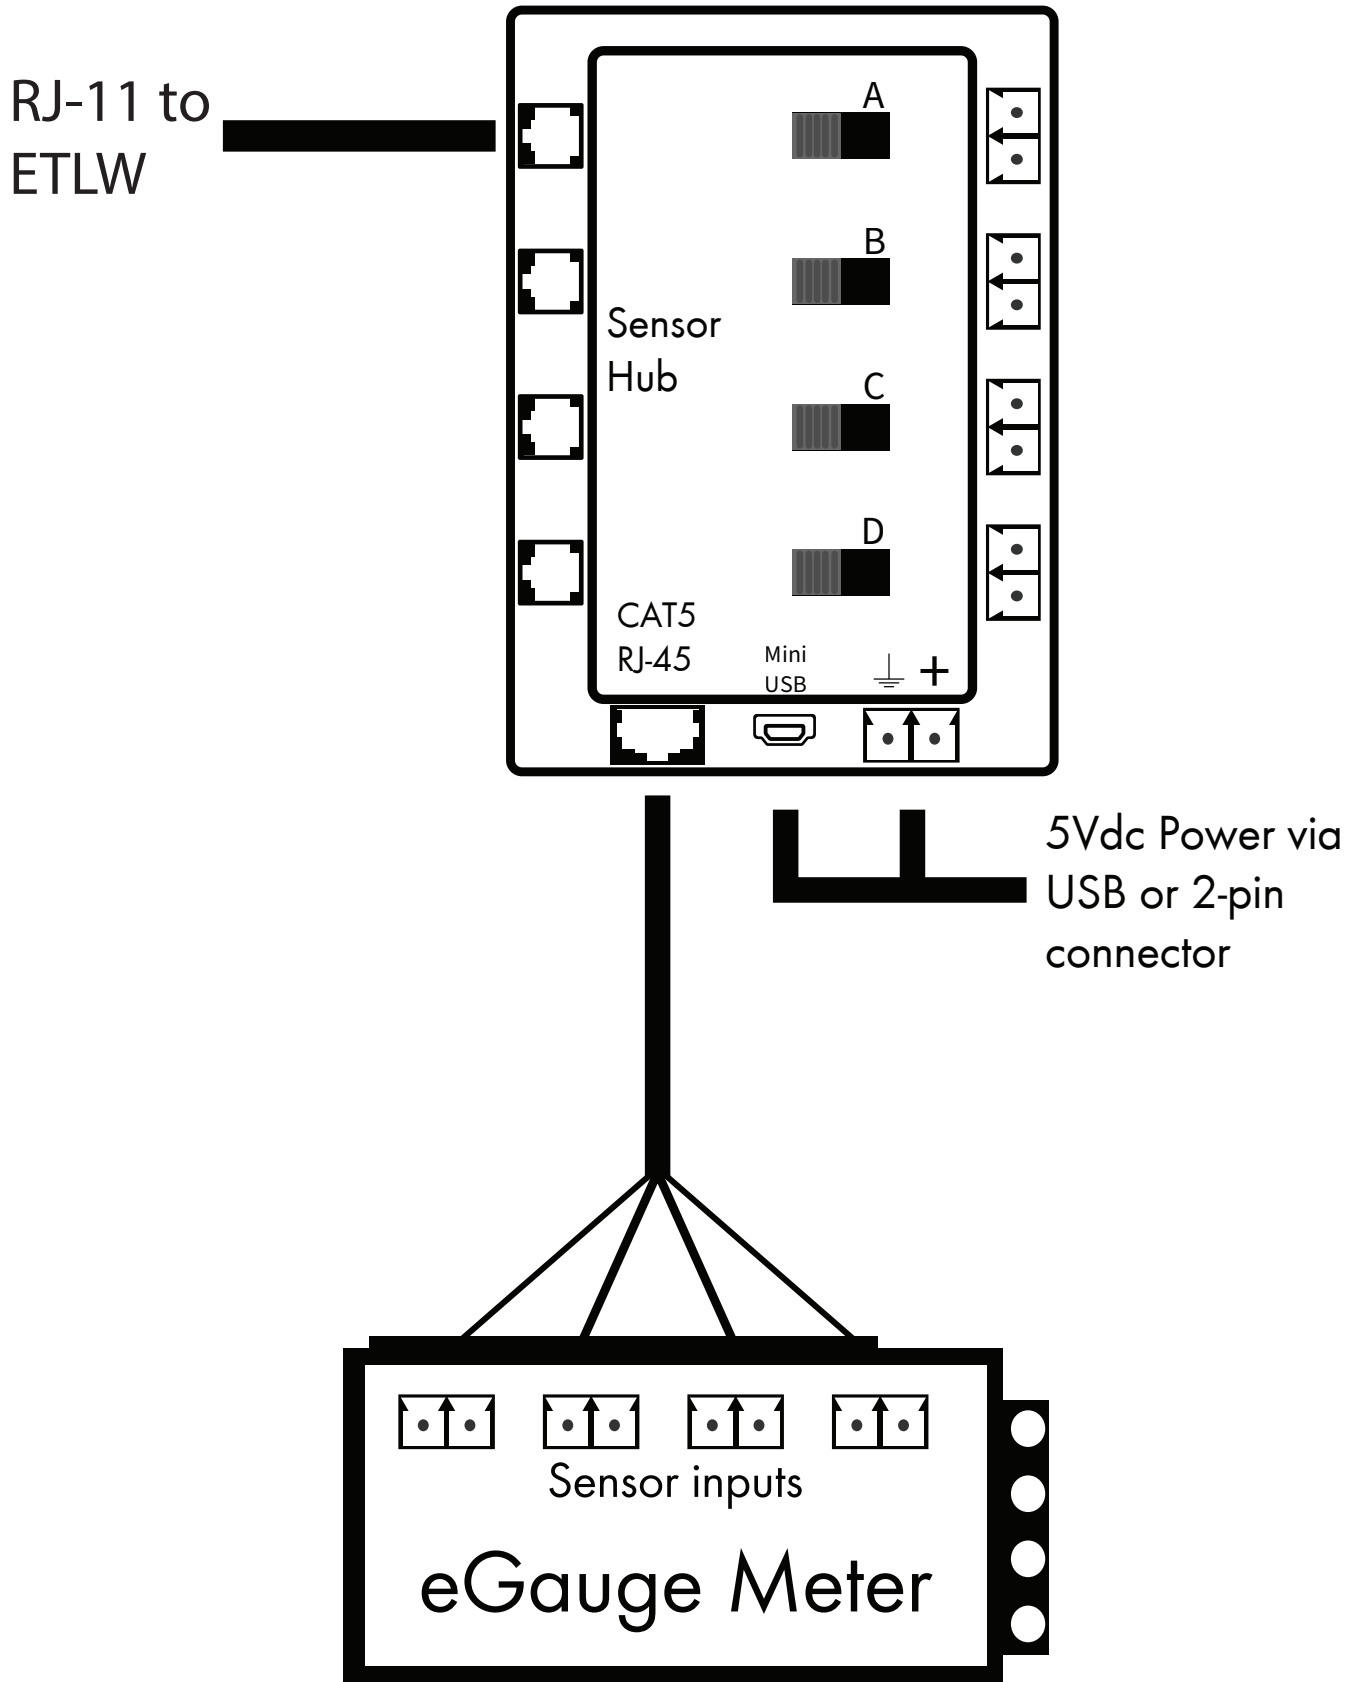 RJ-11 to
ETLW
A
B
Sensor
Hub
C
D
CAT5
RJ-45
Mini
USB
+
5Vdc Power via
USB or 2-pin
connector
Sensor inputs
eGauge Meter